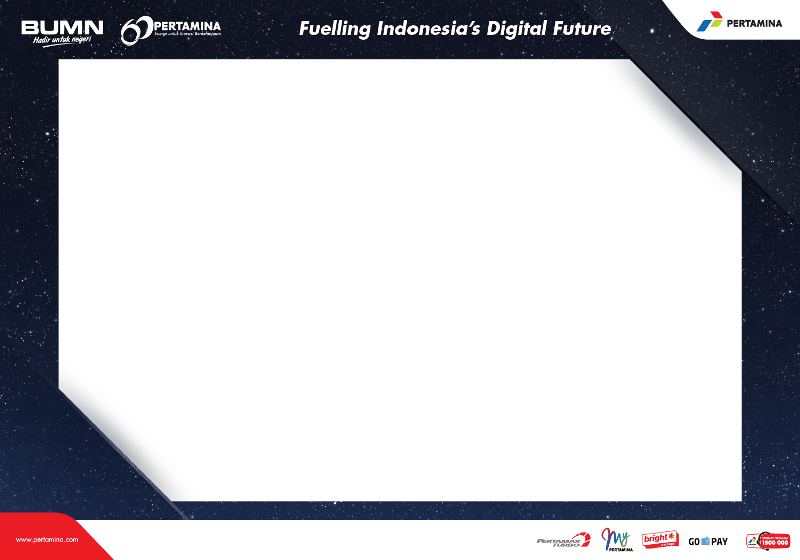 BUMN
Hadir untuk negeri
60 PERTAMINA
Fuelling Indonesia's Digital Future
PERTAMINA
www.pertamina.com
PERTAMAX
TURBO
My
PERTAMINA
bright
GO PAY
1500 000